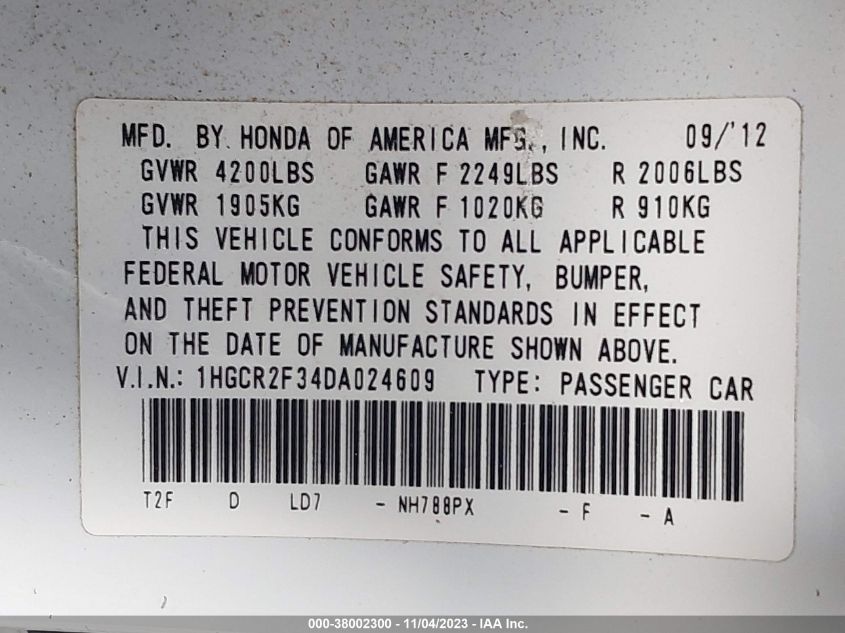 MFD. BY HONDA OF AMERICA MFG., INC. 09/'12
GVWR 4200LBS GAWR F 2249LBS R 2006LBS
GVWR 1905KG GAWR F 1020KG R 910KG
THIS VEHICLE CONFORMS TO ALL APPLICABLE
FEDERAL MOTOR VEHICLE SAFETY, BUMPER,
AND THEFT PREVENTION STANDARDS IN EFFECT
ON THE DATE OF MANUFACTURE SHOWN ABOVE.
V.I.N.: 1HGCR2F34DA024609 TYPE: PASSENGER CAR
T2F D LD7 - NH788PX - F - A
000-38002300 - 11/04/2023 - IAA Inc.